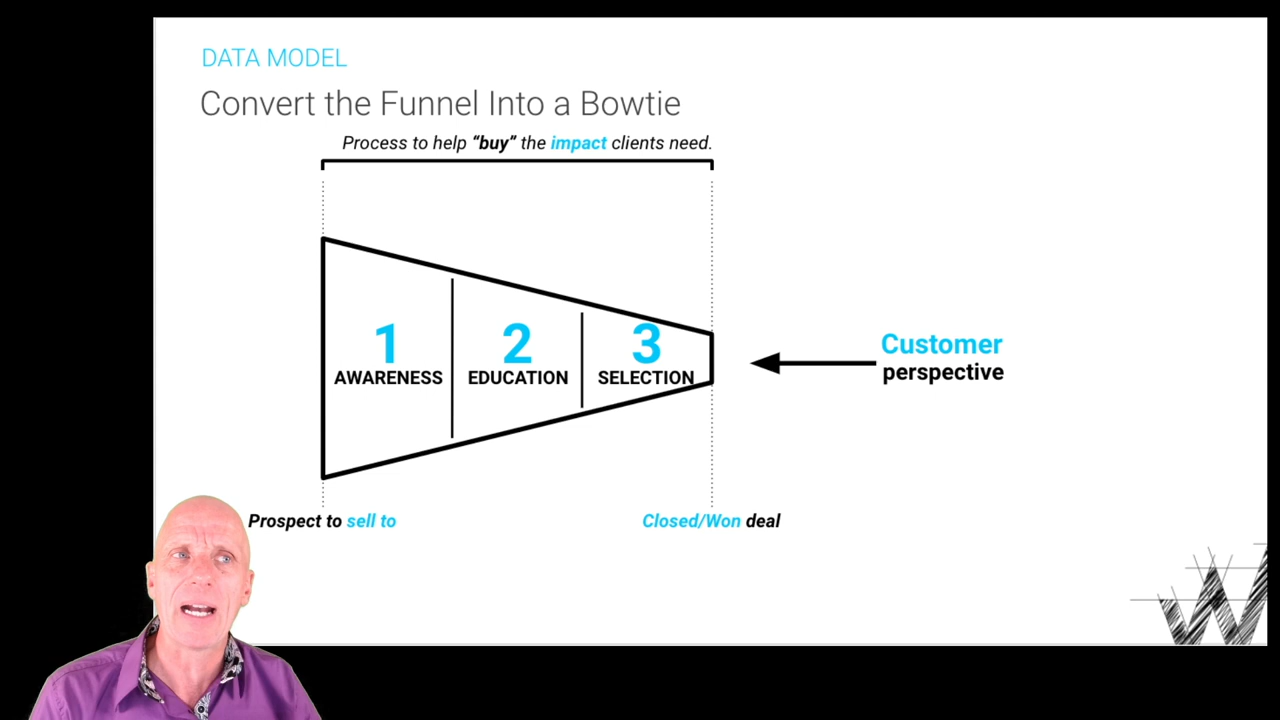 DATA MODEL
Convert the Funnel Into a Bowtie
Process to help “buy” the impact clients need.
1
AWARENESS
2
EDUCATION
3
SELECTION
Customer
perspective
Prospect to sell to
Closed/Won deal
W